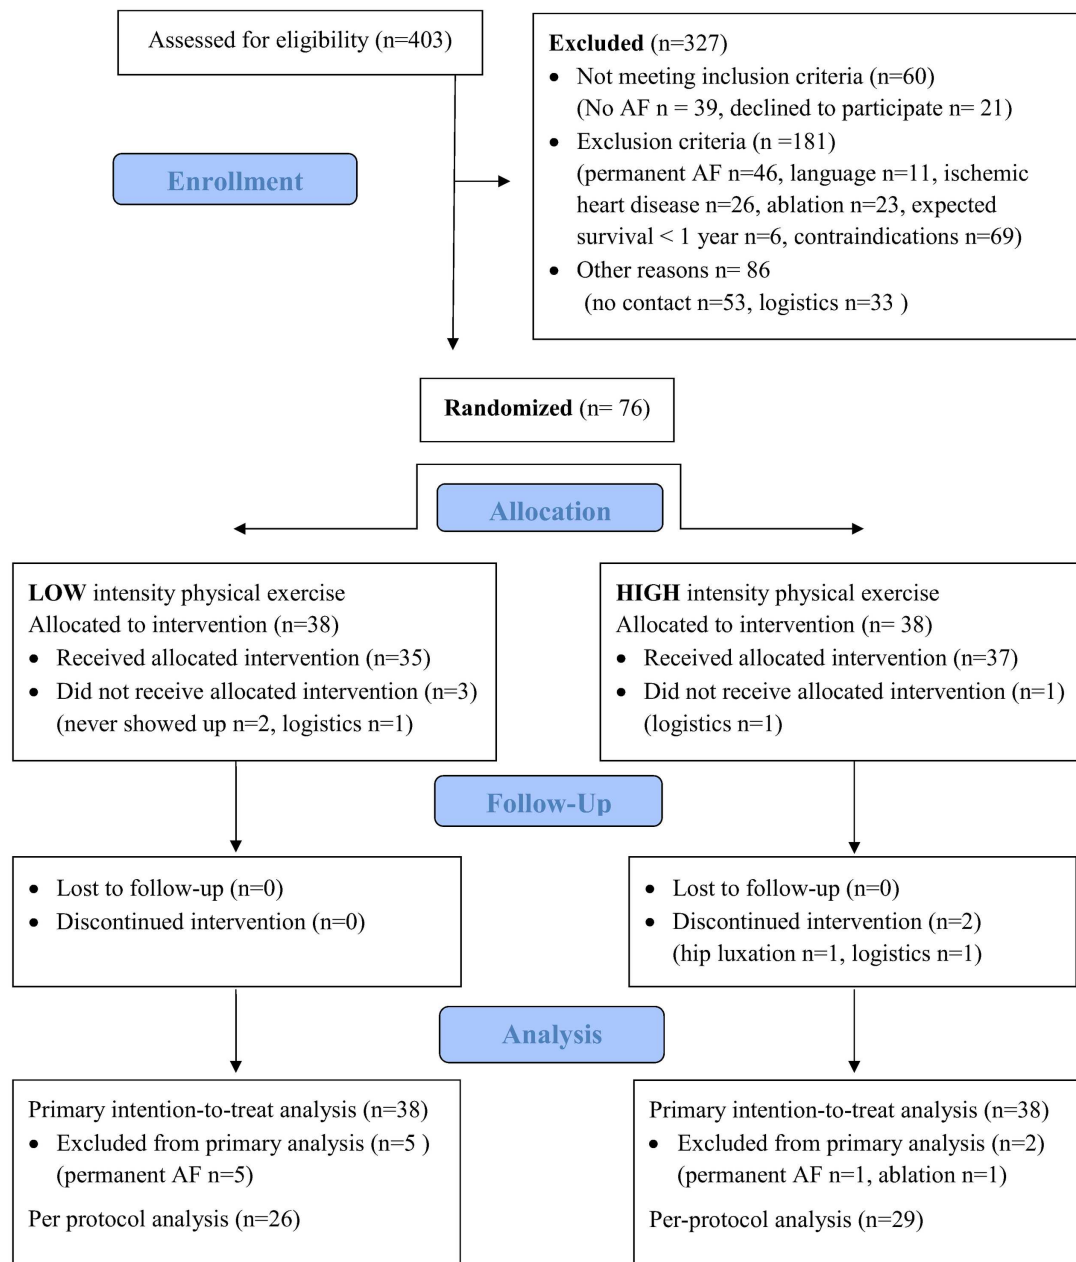 Assessed for eligibility (n=403)
Excluded (n=327)
• Not meeting inclusion criteria (n=60)
(No AF n = 39, declined to participate n= 21)
• Exclusion criteria (n =181)
(permanent AF n=46, language n=11, ischemic
heart disease n=26, ablation n=23, expected
survival < 1 year n=6, contraindications n=69)
• Other reasons n= 86
(no contact n=53, logistics n=33 )
Enrollment
Randomized (n= 76)
Allocation
LOW intensity physical exercise
Allocated to intervention (n=38)
• Received allocated intervention (n=35)
• Did not receive allocated intervention (n=3)
(never showed up n=2, logistics n=1)
HIGH intensity physical exercise
Allocated to intervention (n= 38)
• Received allocated intervention (n=37)
• Did not receive allocated intervention (n=1)
(logistics n=1)
Follow-Up
• Lost to follow-up (n=0)
• Discontinued intervention (n=0)
• Lost to follow-up (n=0)
• Discontinued intervention (n=2)
(hip luxation n=1, logistics n=1)
Analysis
Primary intention-to-treat analysis (n=38)
• Excluded from primary analysis (n=5 )
(permanent AF n=5)
Per protocol analysis (n=26)
Primary intention-to-treat analysis (n=38)
• Excluded from primary analysis (n=2)
(permanent AF n=1, ablation n=1)
Per-protocol analysis (n=29)